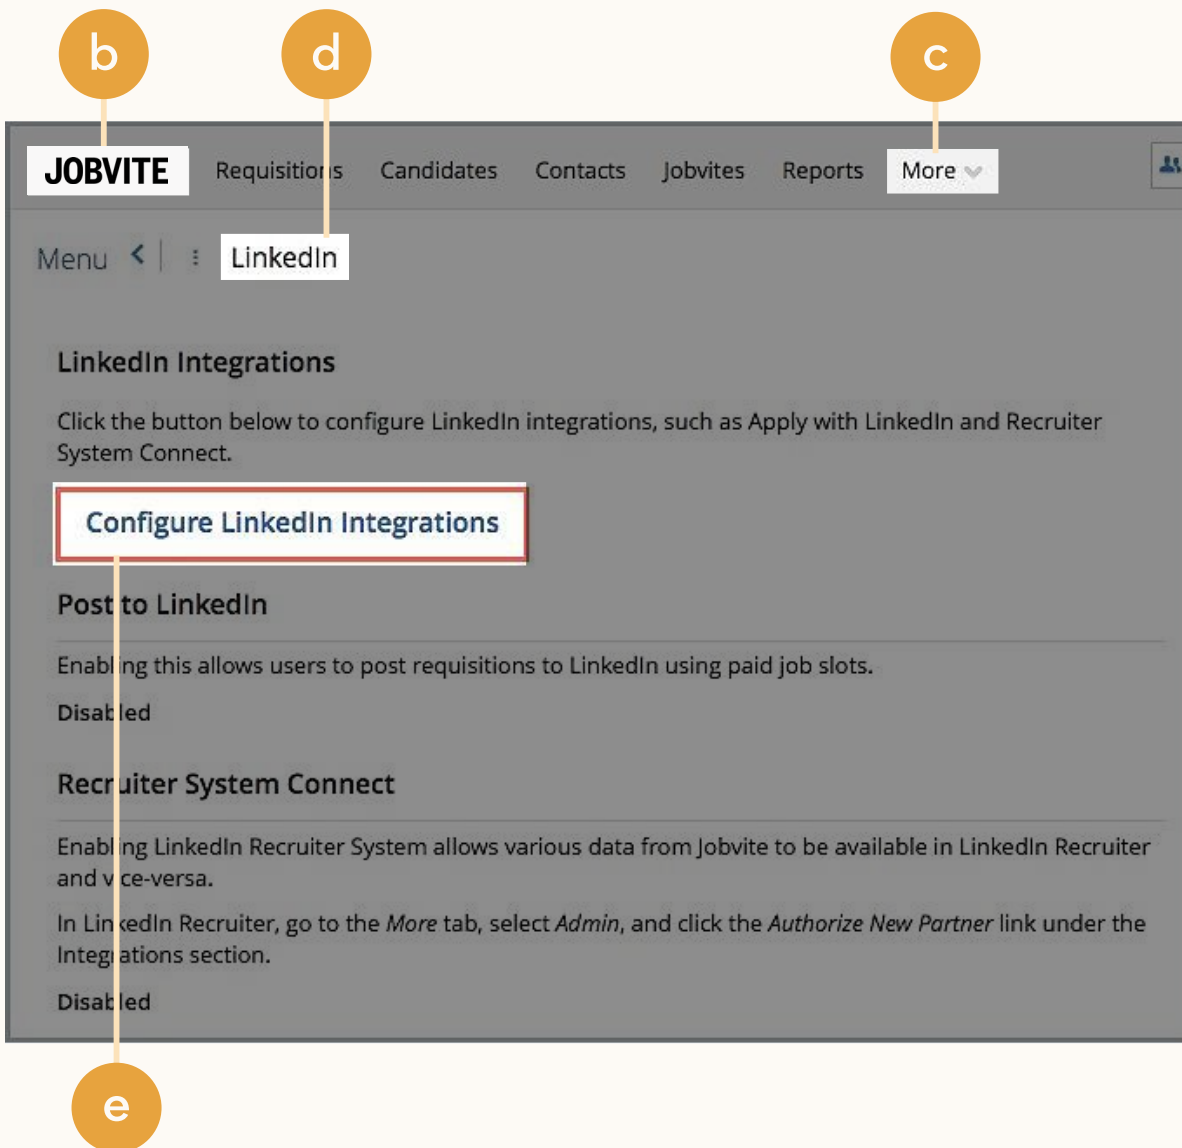 b d c
JOBVITE Requisitions Candidates Contacts Jobvites Reports More
Menu LinkedIn
LinkedIn Integrations
Click the button below to configure LinkedIn integrations, such as Apply with LinkedIn and Recruiter
System Connect.
Configure LinkedIn Integrations
Post to LinkedIn
Enabling this allows users to post requisitions to LinkedIn using paid job slots.
Disabled
Recruiter System Connect
Enabling LinkedIn Recruiter System allows various data from Jobvite to be available in LinkedIn Recruiter
and vice-versa.
In LinkedIn Recruiter, go to the More tab, select Admin, and click the Authorize New Partner link under the
Integrations section.
Disabled
e